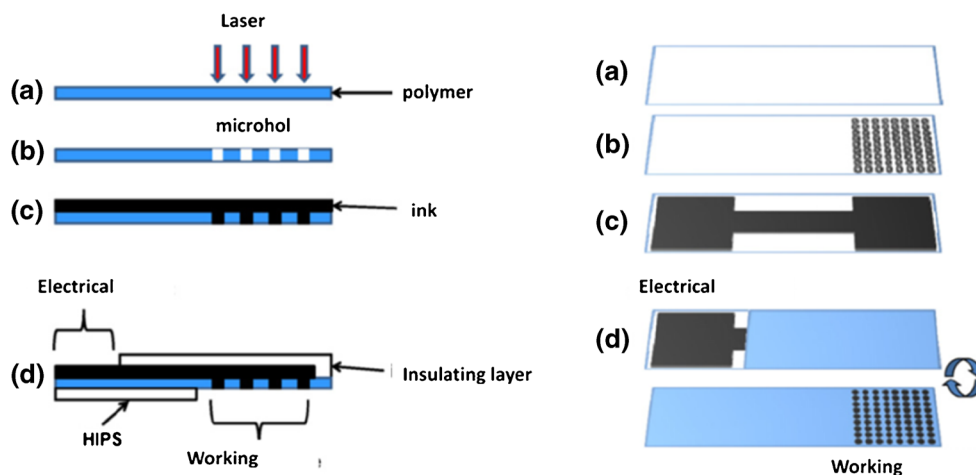 Laser
(a)
polymer
microhol
(b)
(c)
ink
Electrical
(d)
Insulating layer
HIPS
Working
(a)
(b)
(c)
Electrical
(d)
Working